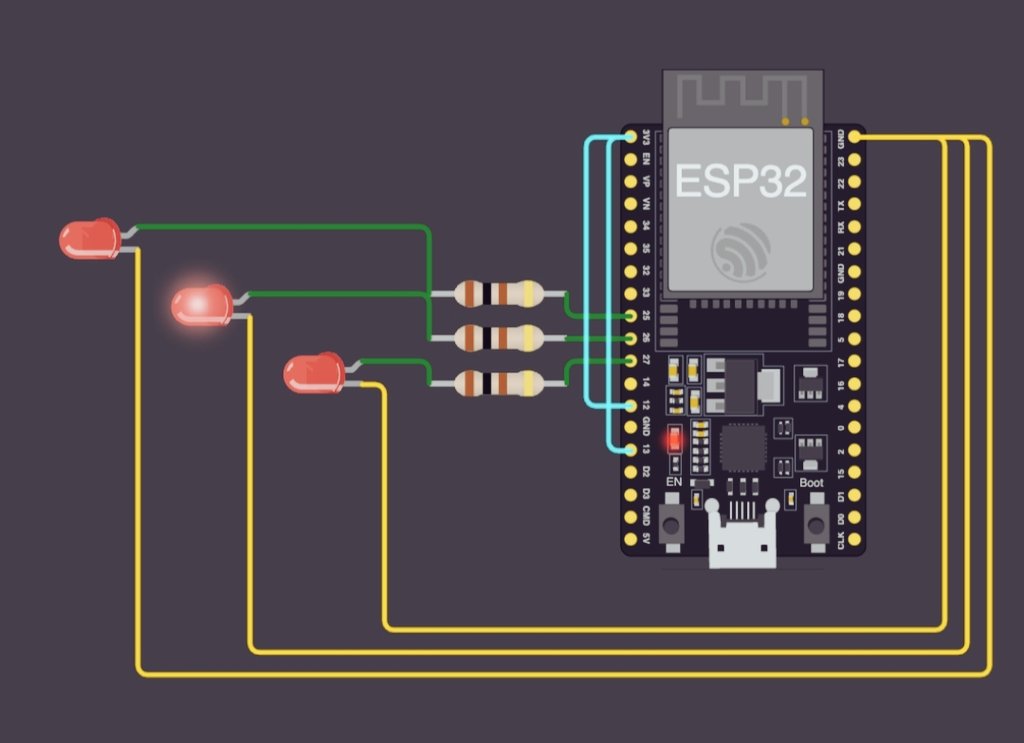 ESP32
3V3
EN
VP
VN
34
35
32
33
25
26
27
14
12
GND
13
D2
D3
CMD
5V
GND
23
22
TX
RX
21
GND
19
18
5
17
16
4
0
2
15
D1
D0
CLK
EN
Boot